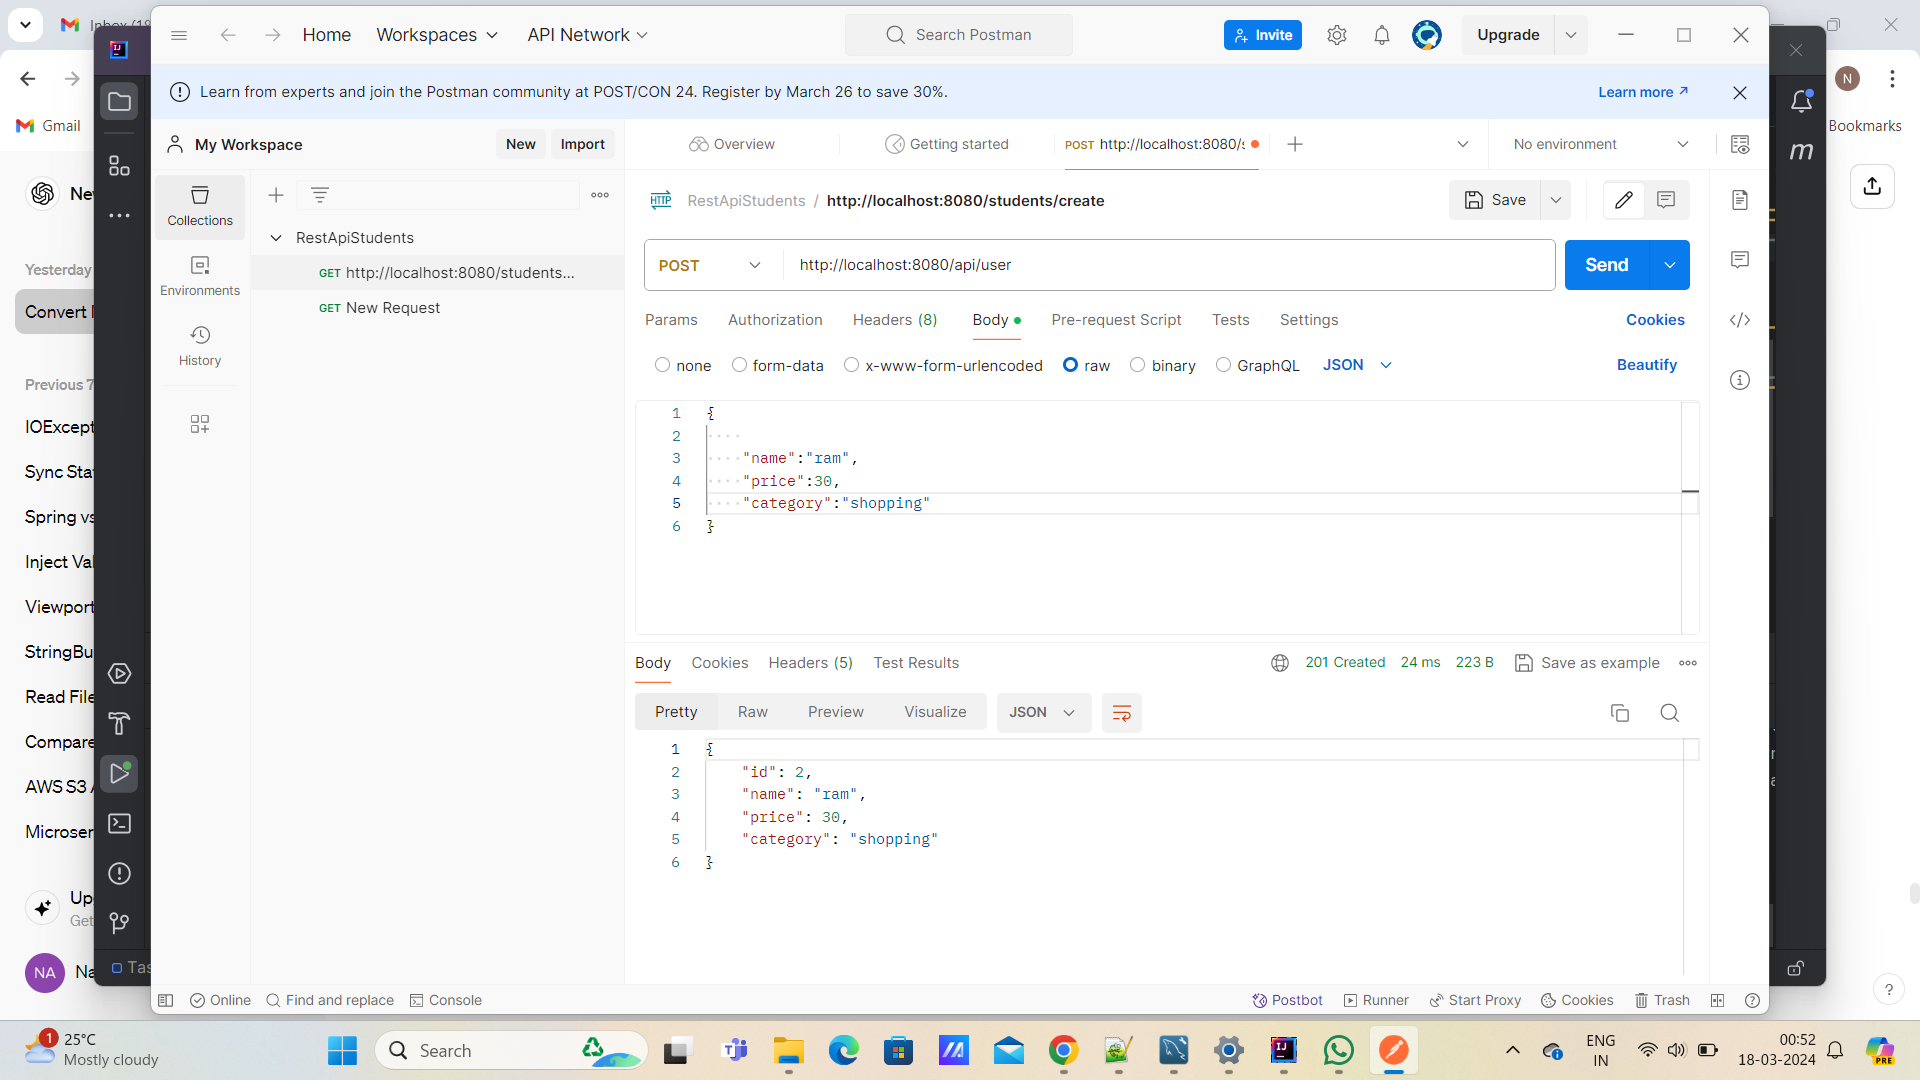 Home Workspaces API Network Search Postman Invite Upgrade
Learn from experts and join the Postman community at POST/CON 24. Register by March 26 to save 30%. Learn more
N
Gmail
Bookmarks
My Workspace New Import Overview Getting started POST http://localhost:8080/s No environment
m
Collections
Environments
History
RestApiStudents
GET http://localhost:8080/students...
GET New Request
RestApiStudents / http://localhost:8080/students/create Save
HTTP
POST http://localhost:8080/api/user Send
Params Authorization Headers (8) Body Pre-request Script Tests Settings Cookies
none form-data x-www-form-urlencoded raw binary GraphQL JSON Beautify
1 {
2
3 "name":"ram",
4 "price":30,
5 "category":"shopping"
6 }
Body Cookies Headers (5) Test Results 201 Created 24 ms 223 B Save as example
Pretty Raw Preview Visualize JSON
1 {
2 "id": 2,
3 "name": "ram",
4 "price": 30,
5 "category": "shopping"
6 }
Yesterday
Convert
Previous 7
IOExcept
Sync Sta
Spring vs
Inject Val
Viewport
StringBu
Read File
Compare
AWS S3
Microser
Up
Get
NA Na
Tas
Online Find and replace Console Postbot Runner Start Proxy Cookies Trash
1 25°C
Mostly cloudy
Search
ENG
IN
00:52
18-03-2024
PRE